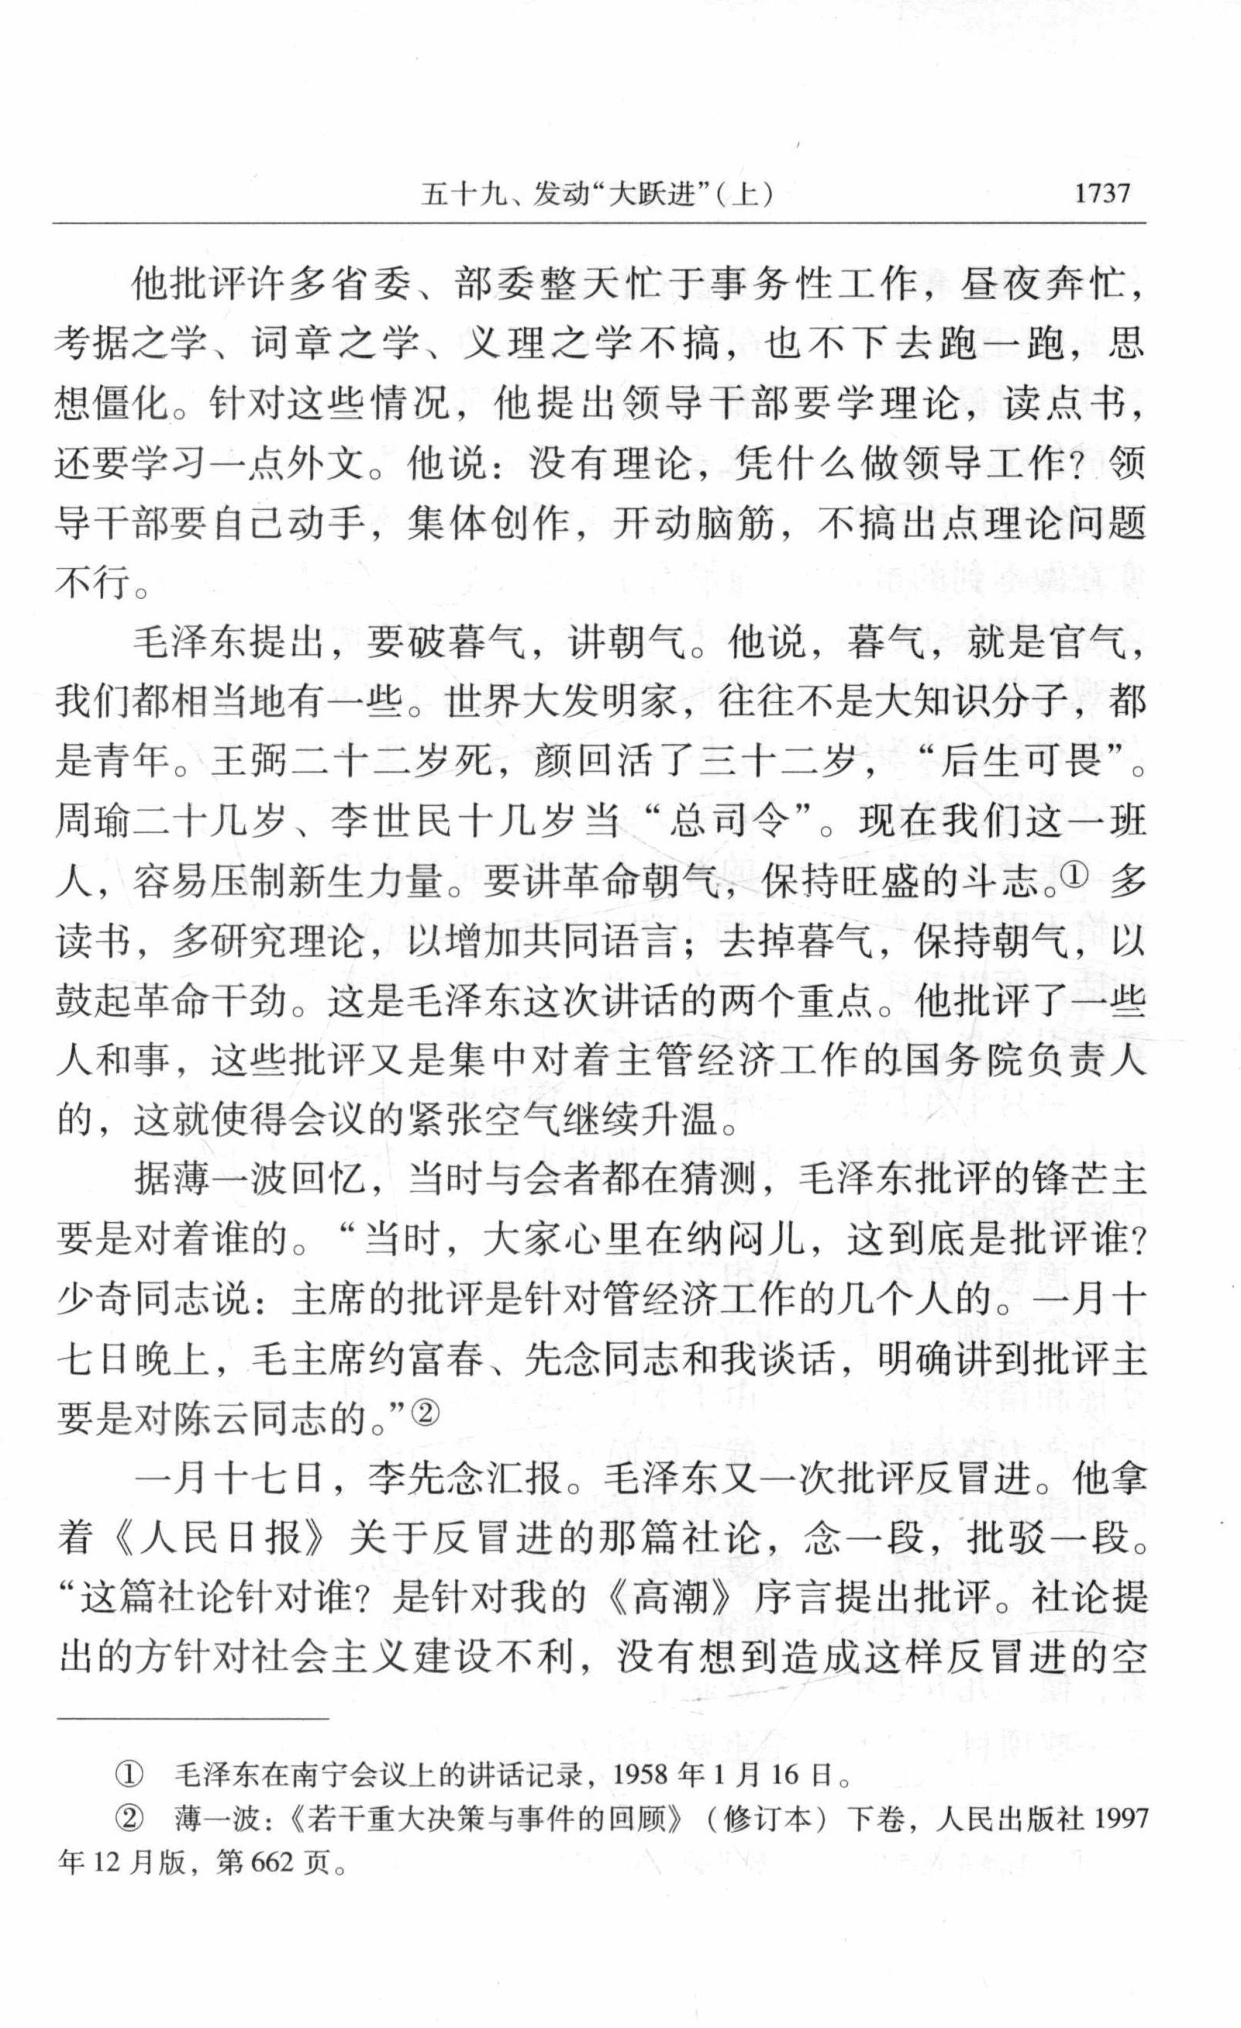 五十九、发动“大跃进”(上) 1737
他批评许多省委、部委整天忙于事务性工作，昼夜奔忙，
考据之学、词章之学、义理之学不搞，也不下去跑一跑，思
想僵化。针对这些情况，他提出领导干部要学理论，读点书，
还要学习一点外文。他说：没有理论，凭什么做领导工作？领
导干部要自己动手，集体创作，开动脑筋，不搞出点理论问题
不行。
毛泽东提出，要破暮气，讲朝气。他说，暮气，就是官气，
我们都相当地有一些。世界大发明家，往往不是大知识分子，都
是青年。王弼二十二岁死，颜回活了三十二岁，“后生可畏”。
周瑜二十几岁、李世民十几岁当“总司令”。现在我们这一班
人，容易压制新生力量。要讲革命朝气，保持旺盛的斗志。① 多
读书，多研究理论，以增加共同语言；去掉暮气，保持朝气，以
鼓起革命干劲。这是毛泽东这次讲话的两个重点。他批评了一些
人和事，这些批评又是集中对着主管经济工作的国务院负责人
的，这就使得会议的紧张空气继续升温。
据薄一波回忆，当时与会者都在猜测，毛泽东批评的锋芒主
要是对着谁的。“当时，大家心里在纳闷儿，这到底是批评谁？
少奇同志说：主席的批评是针对管经济工作的几个人的。一月十
七日晚上，毛主席约富春、先念同志和我谈话，明确讲到批评主
要是对陈云同志的。”②
一月十七日，李先念汇报。毛泽东又一次批评反冒进。他拿
着《人民日报》关于反冒进的那篇社论，念一段，批驳一段。
“这篇社论针对谁？是针对我的《高潮》序言提出批评。社论提
出的方针对社会主义建设不利，没有想到造成这样反冒进的空
① 毛泽东在南宁会议上的讲话记录，1958 年 1 月 16 日。
② 薄一波：《若干重大决策与事件的回顾》（修订本）下卷，人民出版社 1997
年 12 月版，第 662 页。